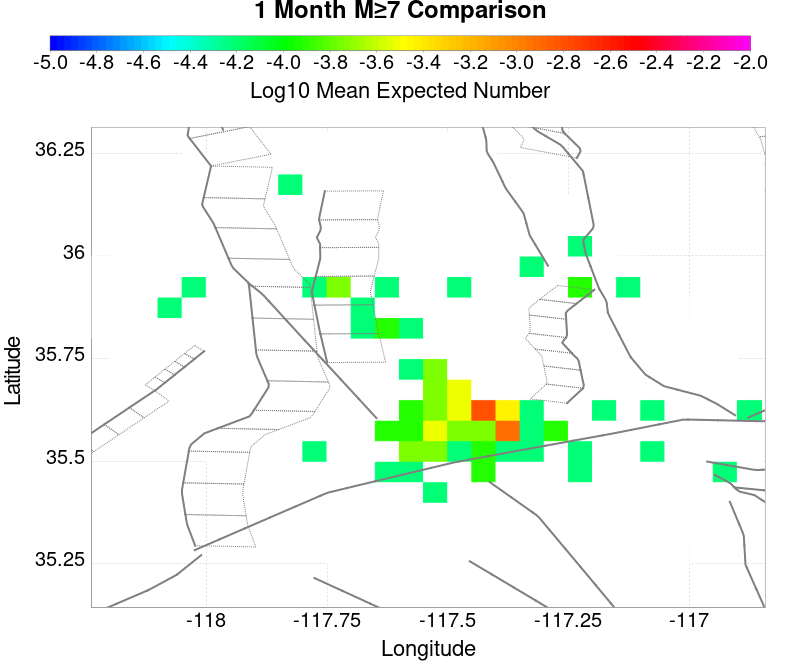 1 Month M≥7 Comparison
-5.0 -4.8 -4.6 -4.4 -4.2 -4.0 -3.8 -3.6 -3.4 -3.2 -3.0 -2.8 -2.6 -2.4 -2.2 -2.0
Log10 Mean Expected Number
36.25
36
35.75
35.5
35.25
Latitude
-118 -117.75 -117.5 -117.25 -117
Longitude